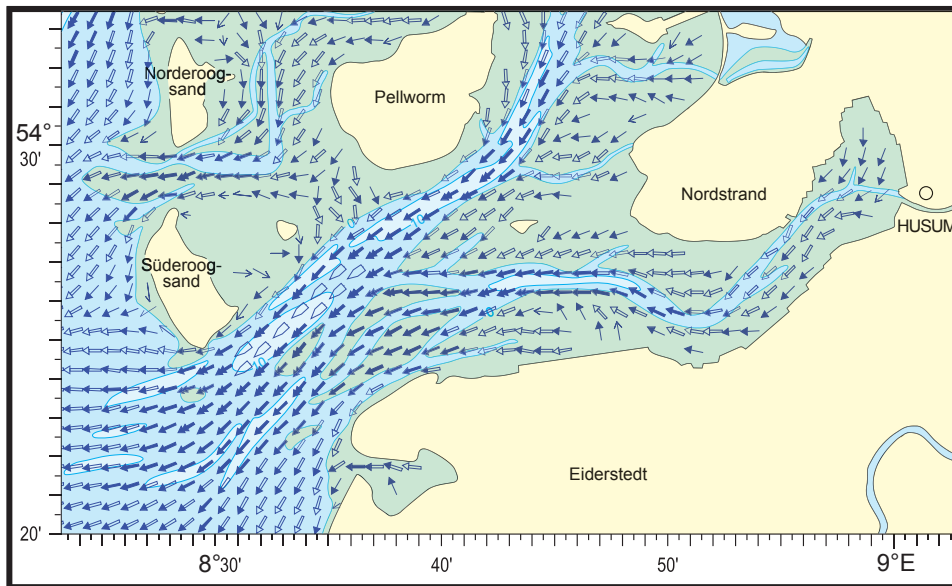 Norderoog-
sand
Pellworm
54°
30'
Nordstrand
HUSUM
Süderoog-
sand
Eiderstedt
20'
8°30'
40'
50'
9°E